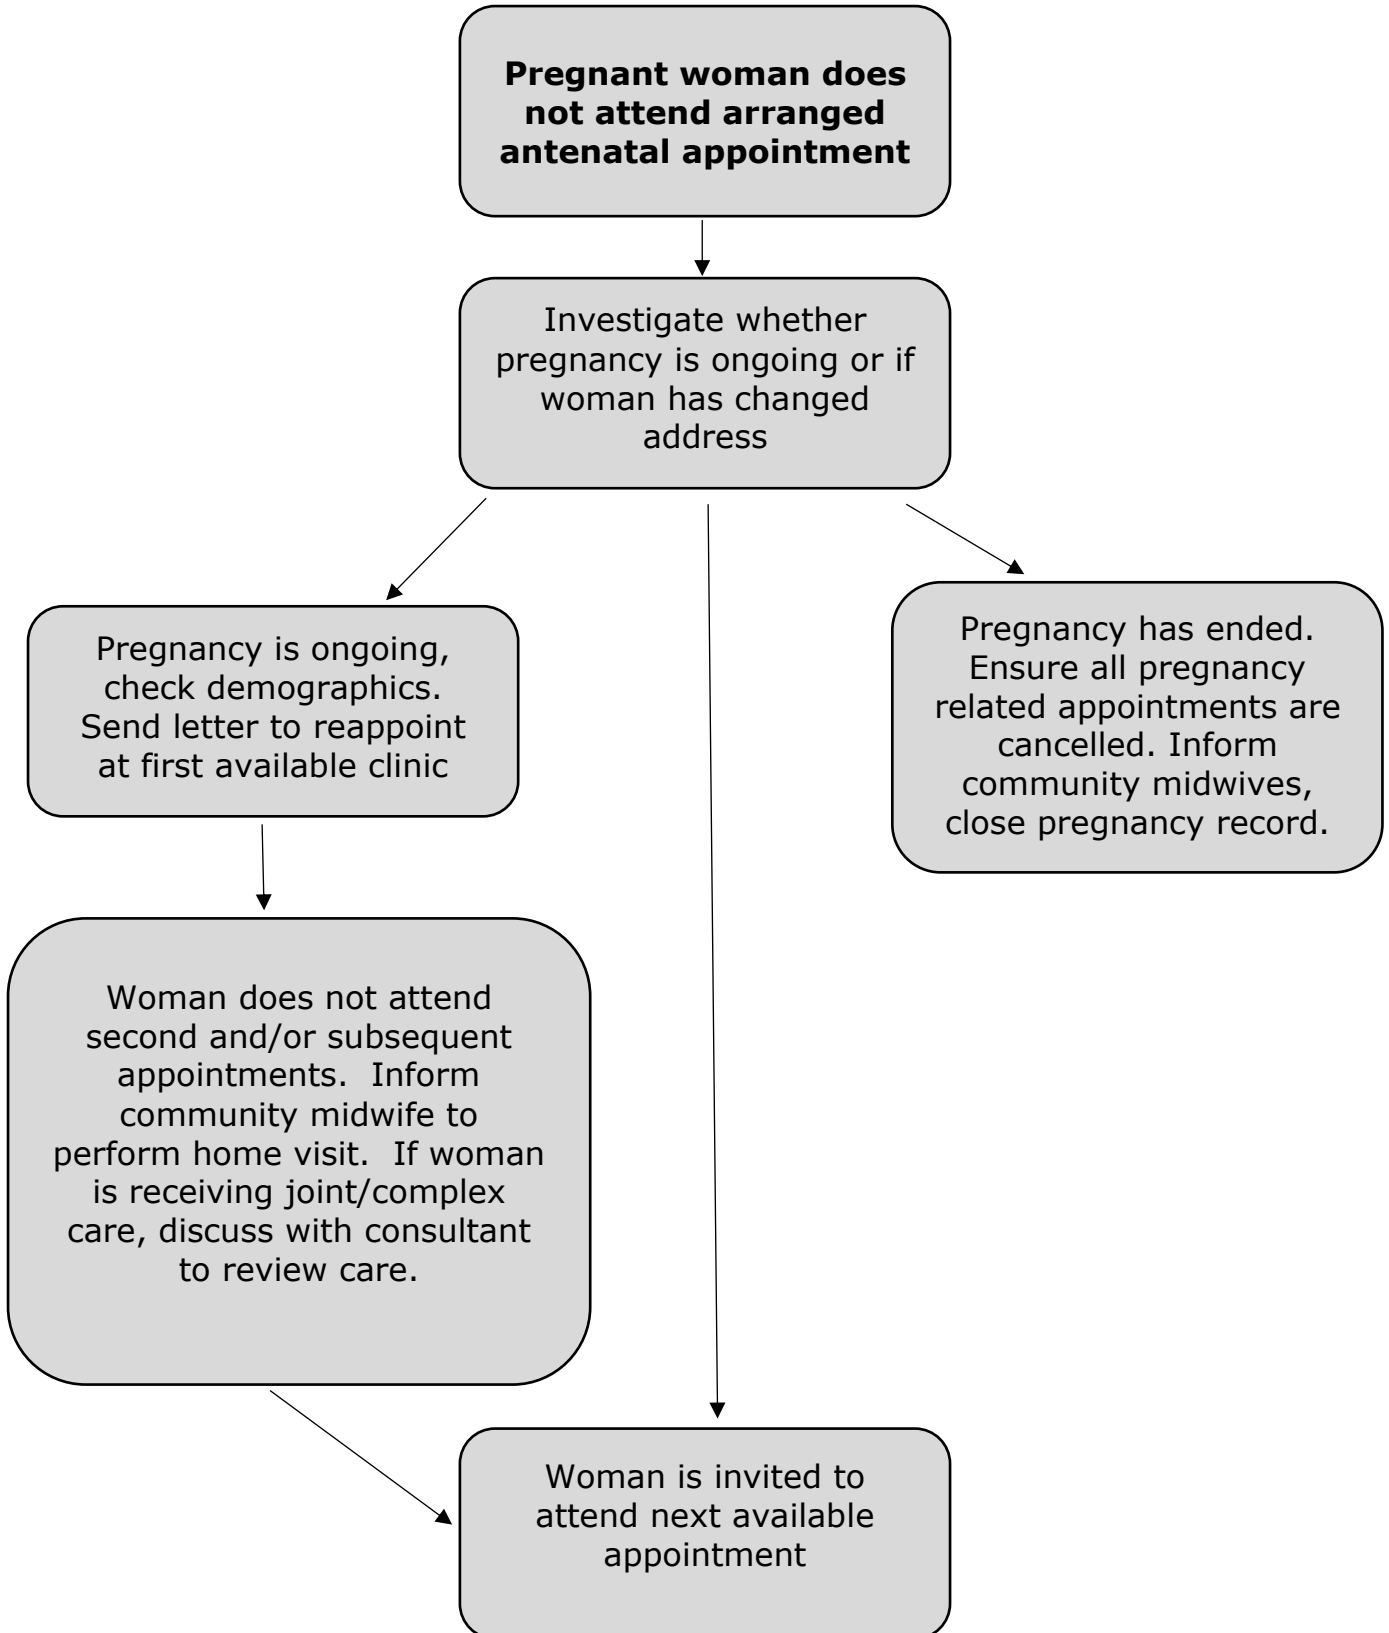 Pregnant woman does
not attend arranged
antenatal appointment
Investigate whether
pregnancy is ongoing or if
woman has changed
address
Pregnancy is ongoing,
check demographics.
Send letter to reappoint
at first available clinic
Pregnancy has ended.
Ensure all pregnancy
related appointments are
cancelled. Inform
community midwives,
close pregnancy record.
Woman does not attend
second and/or subsequent
appointments.  Inform
community midwife to
perform home visit.  If woman
is receiving joint/complex
care, discuss with consultant
to review care.
Woman is invited to
attend next available
appointment